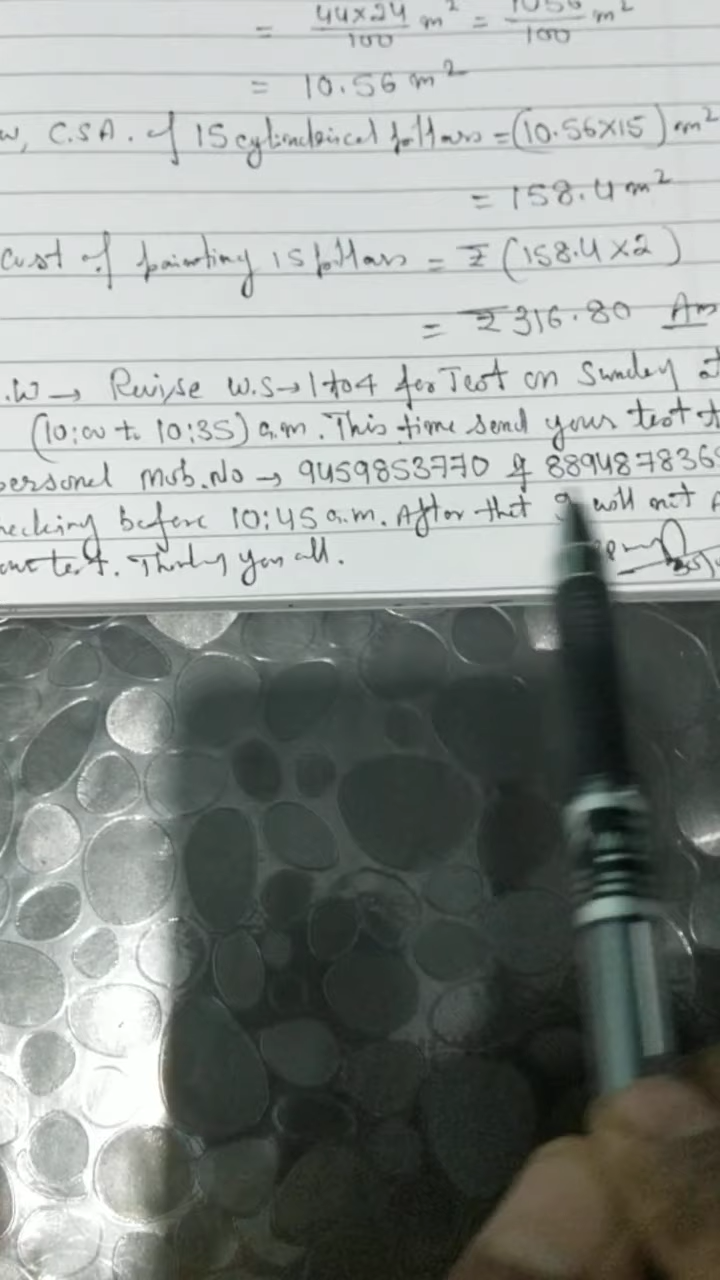 = 44×24/100 m² = 1056/100 m²
= 10.56 m²
w, C.S.A. of 15 cylindrical pillars = (10.56×15) m²
= 158.4 m²
Cost of painting 15 pillars = ₹ (158.4×2)
= ₹ 316.80 Ans
.W → Revise W.S → 1 to 4 for Test on Sunday at
(10:00 to 10:35) a.m. This time send your test
personal Mob. No → 9459853770 & 889487836
hecking before 10:45 a.m. After that I will not
test. Thank you all.